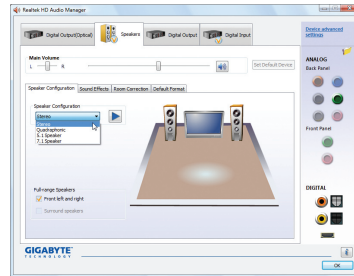 Realtek HD Audio Manager
Digital Output(Optical)
Speakers
Digital Output
Digital Input
Device advanced
settings
Main Volume
L
R
Set Default Device
Speaker Configuration
Sound Effects
Room Correction
Default Format
ANALOG
Back Panel
Speaker Configuration
Stereo
Stereo
Quadraphonic
5.1 Speaker
7.1 Speaker
Front Panel
Full-range Speakers
Front left and right
Surround speakers
DIGITAL
GIGABYTE
TECHNOLOGY
OK